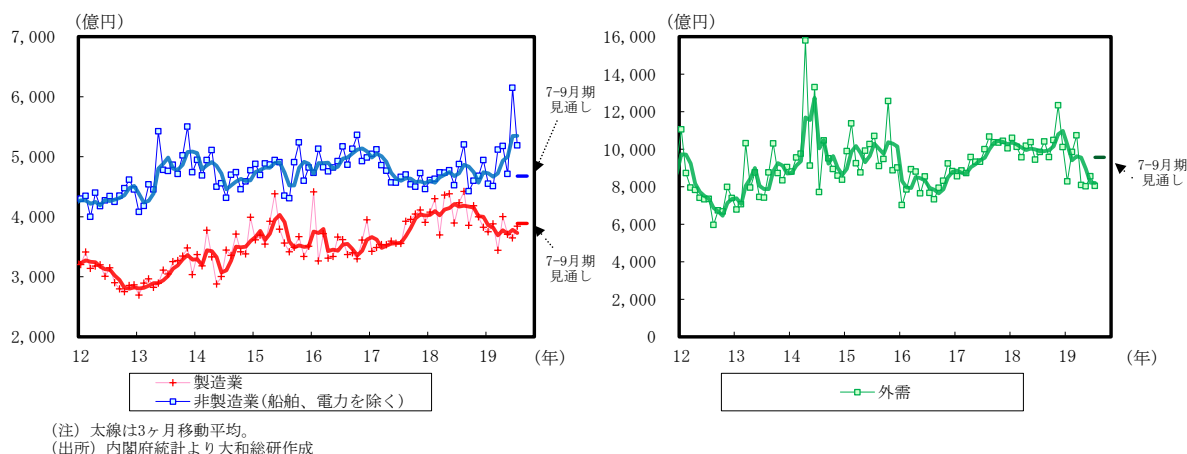 (億円)
7,000
6,000
5,000
4,000
3,000
2,000
12 13 14 15 16 17 18 19 (年)
7-9月期
見通し
7-9月期
見通し
製造業
非製造業(船舶、電力を除く)
(億円)
16,000
14,000
12,000
10,000
8,000
6,000
4,000
2,000
0
12 13 14 15 16 17 18 19 (年)
7-9月期
見通し
外需
(注) 太線は3ヶ月移動平均。
(出所) 内閣府統計より大和総研作成